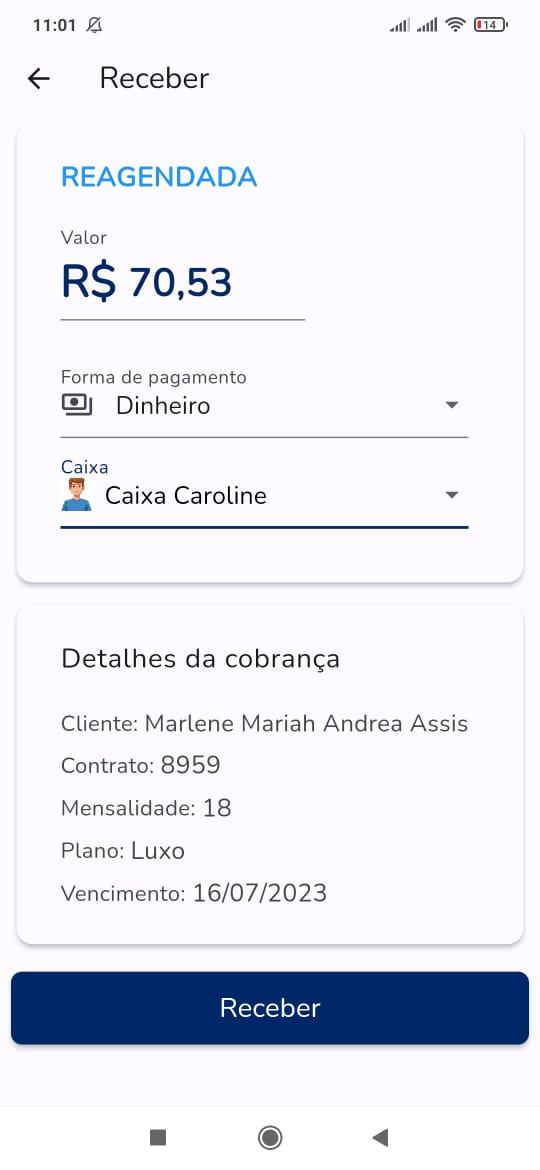 11:01
14
Receber
REAGENDADA
Valor
R$ 70,53
Forma de pagamento
Dinheiro
Caixa
Caixa Caroline
Detalhes da cobrança
Cliente: Marlene Mariah Andrea Assis
Contrato: 8959
Mensalidade: 18
Plano: Luxo
Vencimento: 16/07/2023
Receber